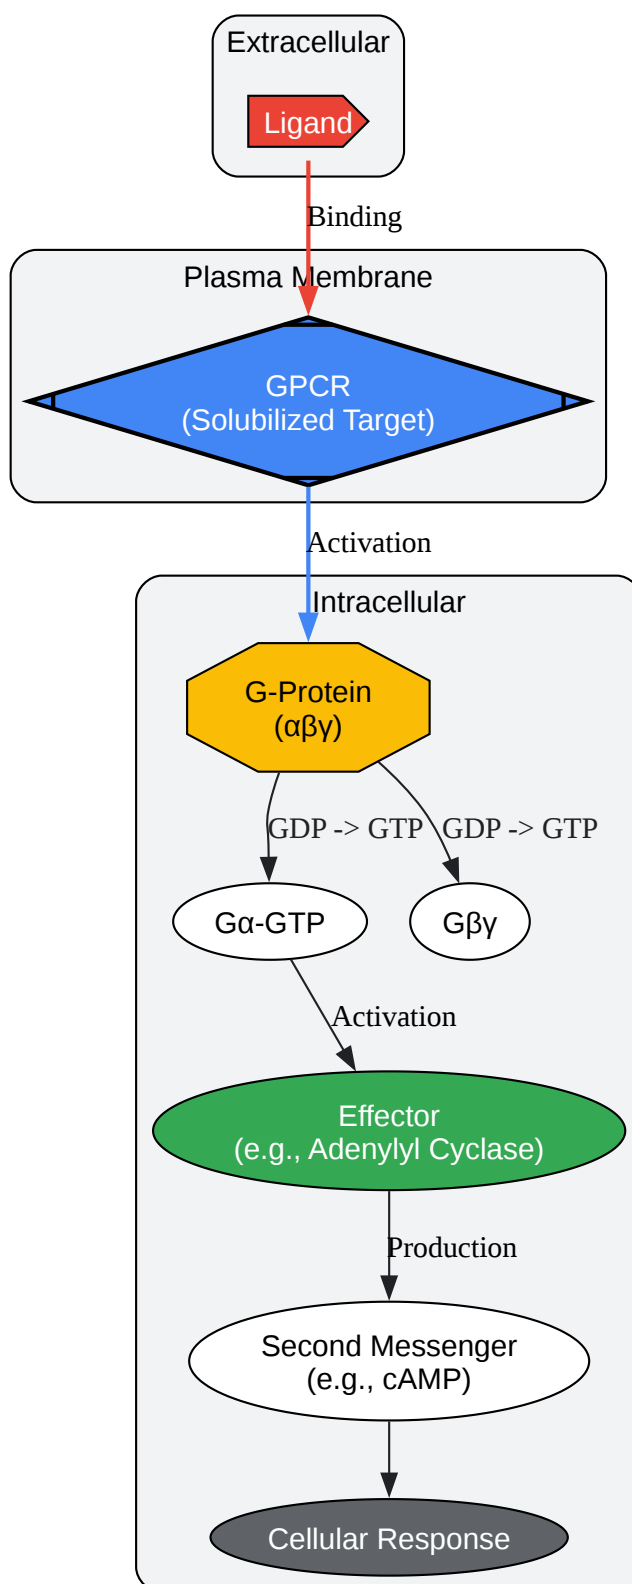 Extracellular
Ligand
Binding
Plasma Membrane
GPCR
(Solubilized Target)
Activation
Intracellular
G-Protein
(αβγ)
GDP -> GTP
GDP -> GTP
Gα-GTP
Gβγ
Activation
Effector
(e.g., Adenylyl Cyclase)
Production
Second Messenger
(e.g., cAMP)
Cellular Response